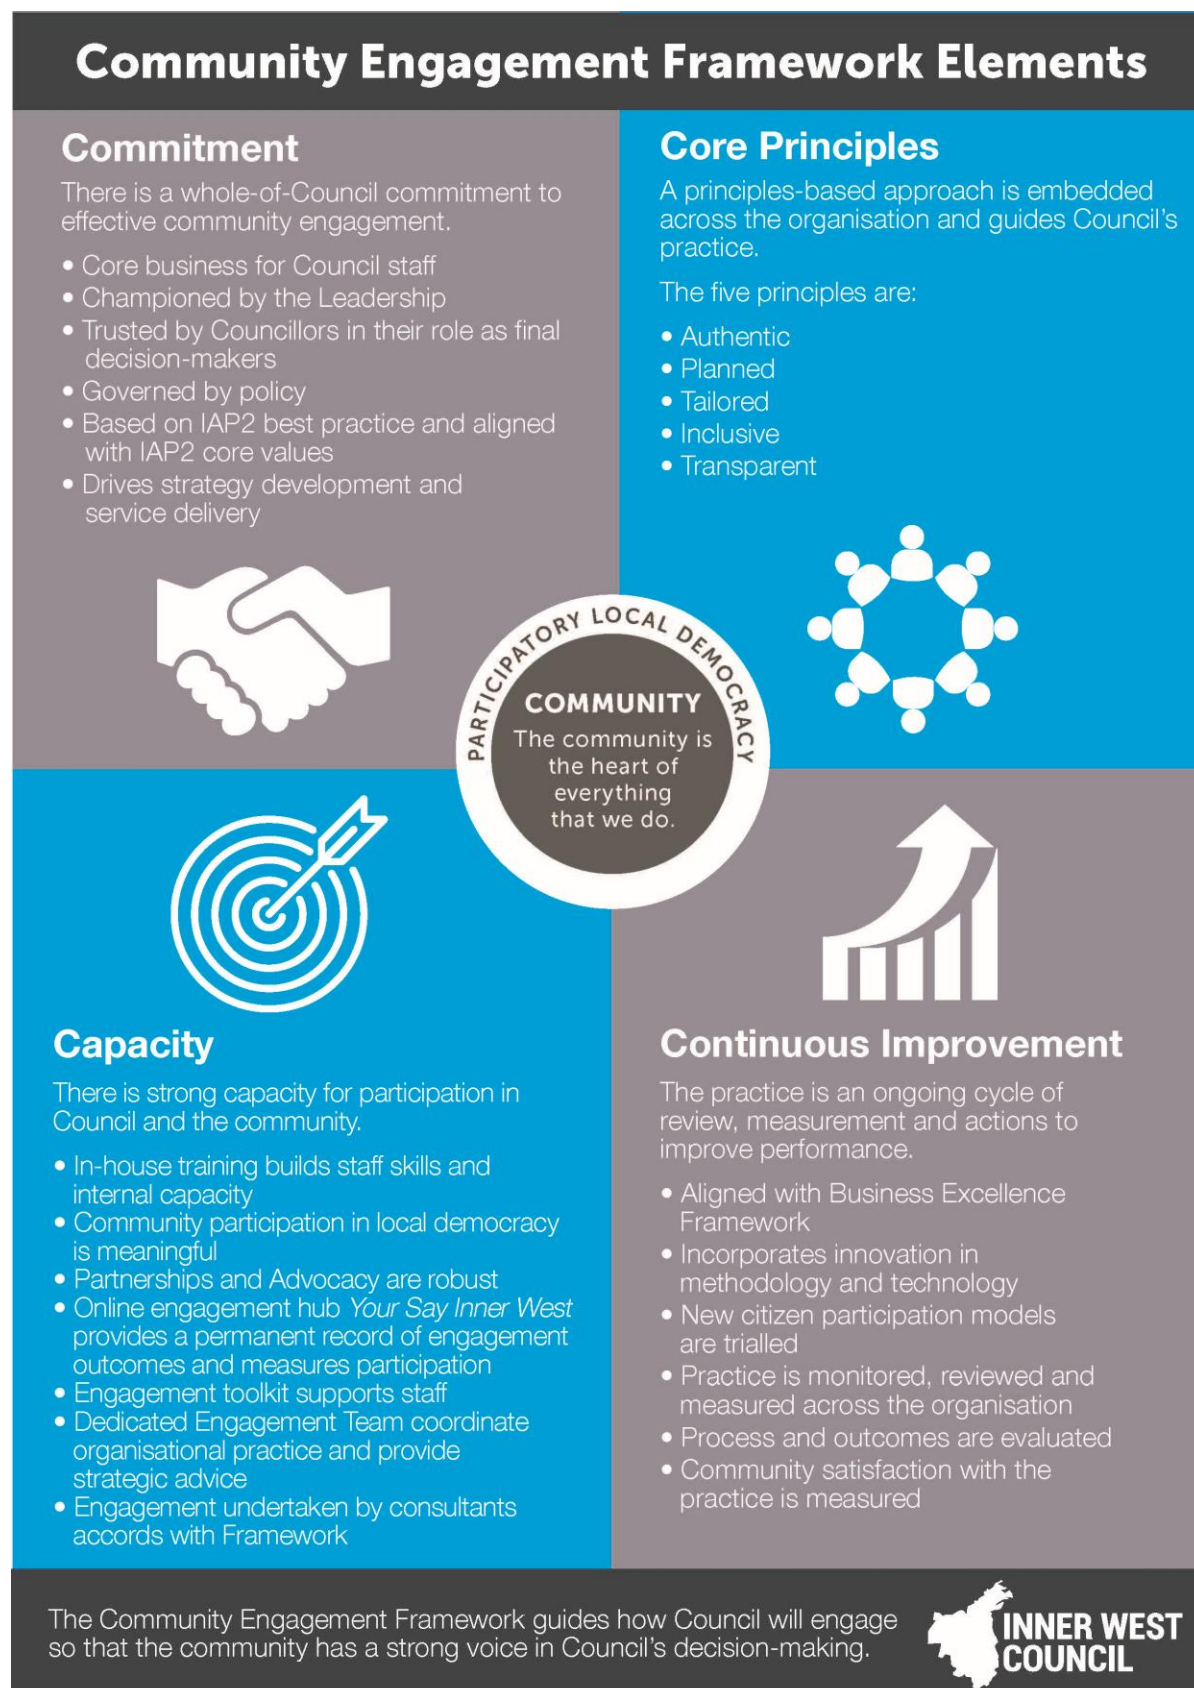 Community Engagement Framework Elements
Commitment
There is a whole-of-Council commitment to
effective community engagement.
• Core business for Council staff
• Championed by the Leadership
• Trusted by Councillors in their role as final
decision-makers
• Governed by policy
• Based on IAP2 best practice and aligned
with IAP2 core values
• Drives strategy development and
service delivery
Core Principles
A principles-based approach is embedded
across the organisation and guides Council's
practice.
The five principles are:
• Authentic
• Planned
• Tailored
• Inclusive
• Transparent
PARTICIPATORY LOCAL DEMOCRACY
COMMUNITY
The community is
the heart of
everything
that we do.
Capacity
There is strong capacity for participation in
Council and the community.
• In-house training builds staff skills and
internal capacity
• Community participation in local democracy
is meaningful
• Partnerships and Advocacy are robust
• Online engagement hub Your Say Inner West
provides a permanent record of engagement
outcomes and measures participation
• Engagement toolkit supports staff
• Dedicated Engagement Team coordinate
organisational practice and provide
strategic advice
• Engagement undertaken by consultants
accords with Framework
Continuous Improvement
The practice is an ongoing cycle of
review, measurement and actions to
improve performance.
• Aligned with Business Excellence
Framework
• Incorporates innovation in
methodology and technology
• New citizen participation models
are trialled
• Practice is monitored, reviewed and
measured across the organisation
• Process and outcomes are evaluated
• Community satisfaction with the
practice is measured
The Community Engagement Framework guides how Council will engage
so that the community has a strong voice in Council's decision-making.
INNER WEST
COUNCIL